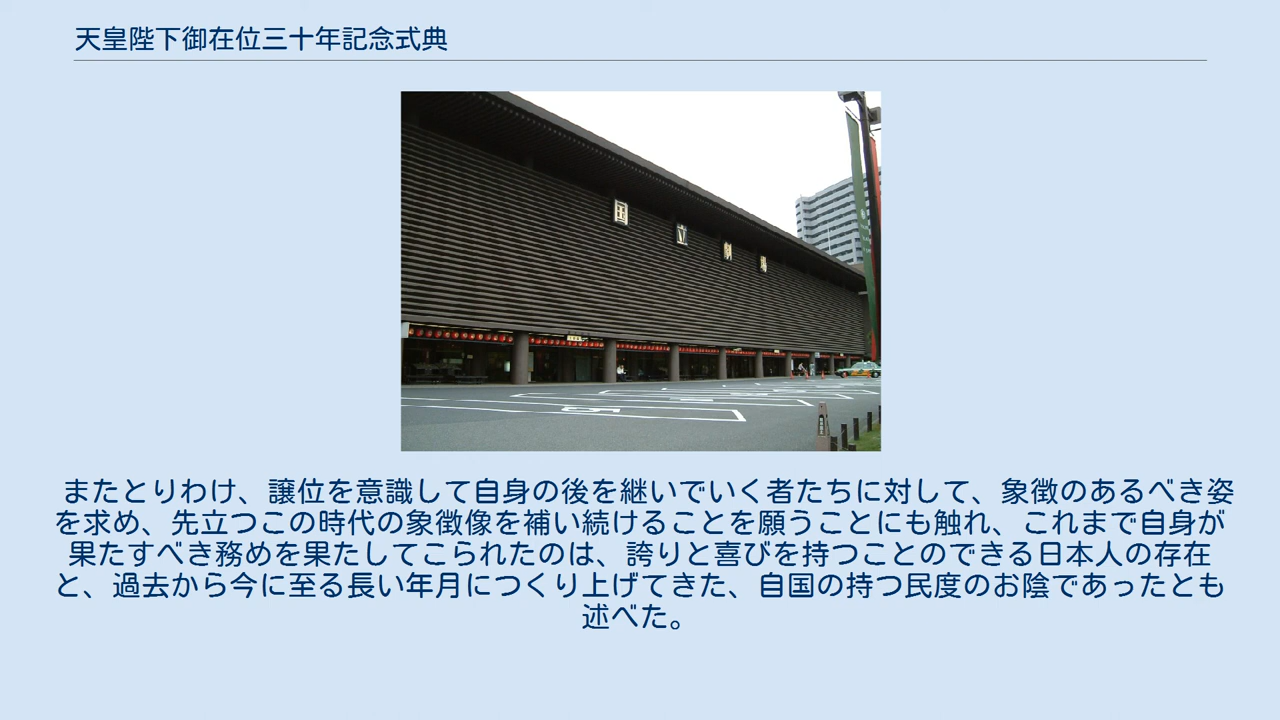 天皇陛下御在位三十年記念式典
国立劇場
またとりわけ、譲位を意識して自身の後を継いでいく者たちに対して、象徴のあるべき姿
を求め、先立つこの時代の象徴像を補い続けることを願うことにも触れ、これまで自身が
果たすべき務めを果たしてこられたのは、誇りと喜びを持つことのできる日本人の存在
と、過去から今に至る長い年月につくり上げてきた、自国の持つ民度のお陰であったとも
述べた。